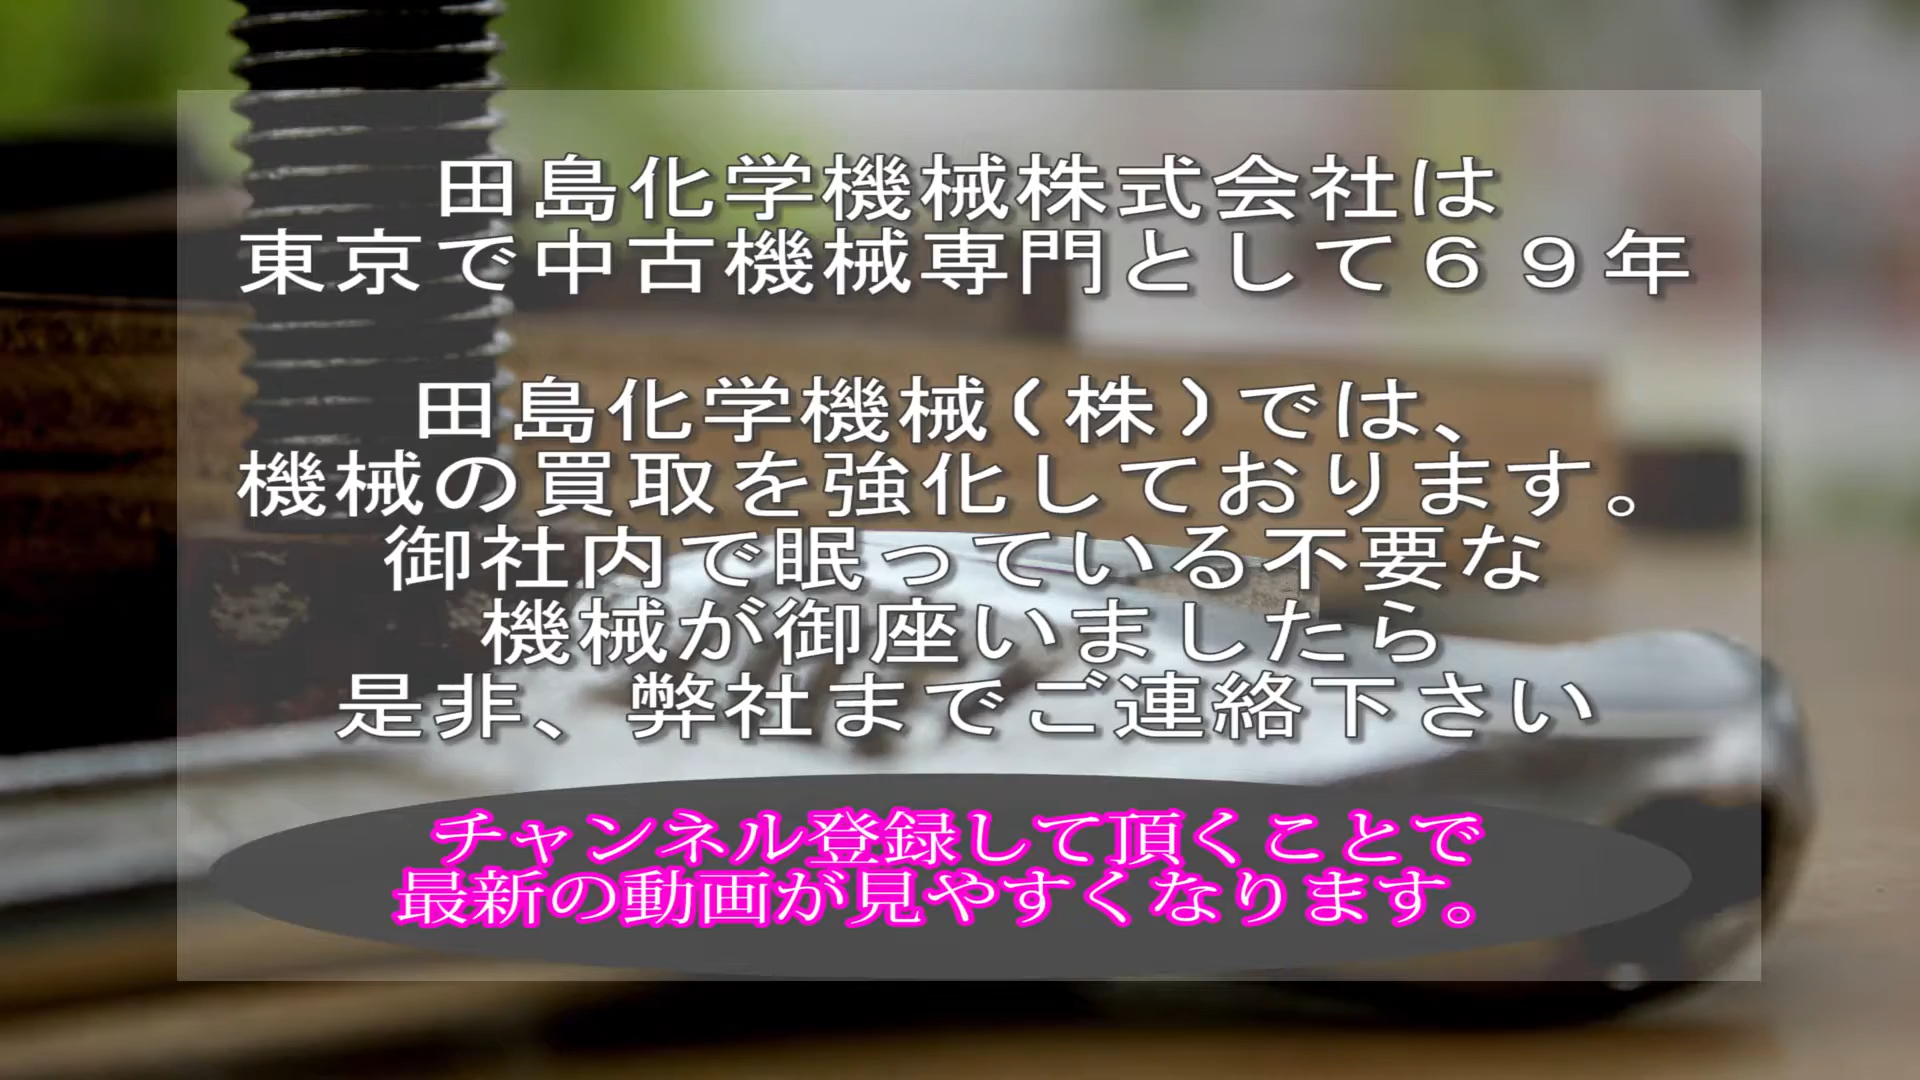 田島化学機械株式会社は
東京で中古機械専門として６９年
田島化学機械(株)では、
機械の買取を強化しております。
御社内で眠っている不要な
機械が御座いましたら
是非、弊社までご連絡下さい
チャンネル登録して頂くことで
最新の動画が見やすくなります。